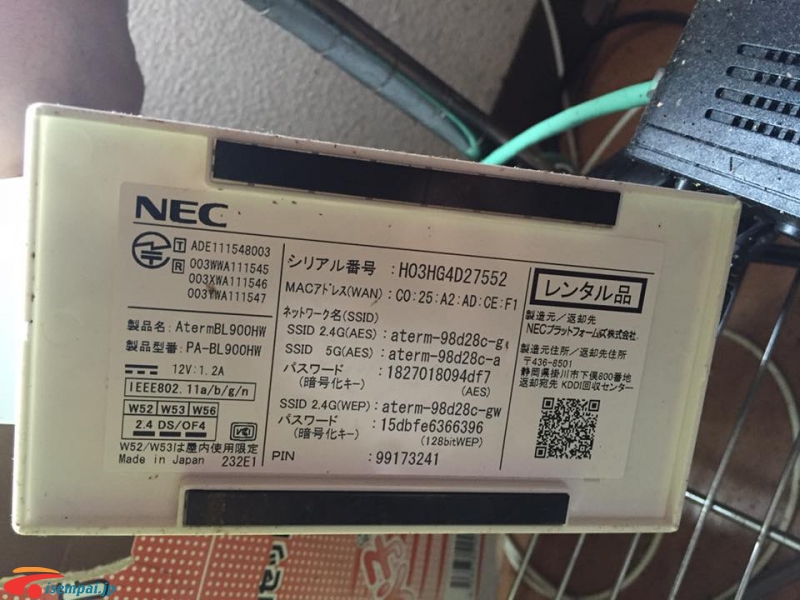 NEC
T ADE111548003
R 003WWA111545
003XWA111546
003YWA111547
製品名: AtermBL900HW
製品型番: PA-BL900HW
12V: 1.2A
IEEE802.11a/b/g/n
W52 W53 W56
2.4 DS/OF4
W52/W53は屋内使用限定
Made in Japan 232E1
シリアル番号 : H03HG4D27552
MACアドレス(WAN) : C0:25:A2:AD:CE:F1
ネットワーク名(SSID)
SSID 2.4G(AES) : aterm-98d28c-g
SSID 5G(AES) : aterm-98d28c-a
パスワード : 1827018094df7
(暗号化キー) (AES)
SSID 2.4G(WEP) : aterm-98d28c-gw
パスワード : 15dbfe6366396
(暗号化キー) (128bitWEP)
PIN : 99173241
レンタル品
製造元/返却先
NECプラットフォームズ株式会社
製造元住所/返却先住所
〒436-8501
静岡県掛川市下俣800番地
返却宛先 KDDI回収センター
isempai.jp